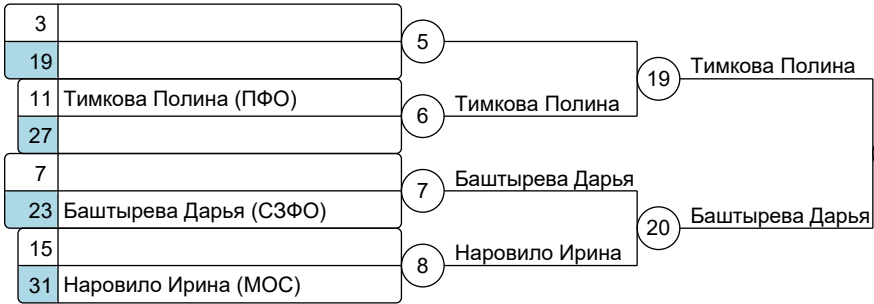 3
5
19
Тимкова Полина
19
11 Тимкова Полина (ПФО)
6
Тимкова Полина
27
7
7
Баштырева Дарья
23 Баштырева Дарья (СЗФО)
20
Баштырева Дарья
15
8
Наровило Ирина
31 Наровило Ирина (МОС)